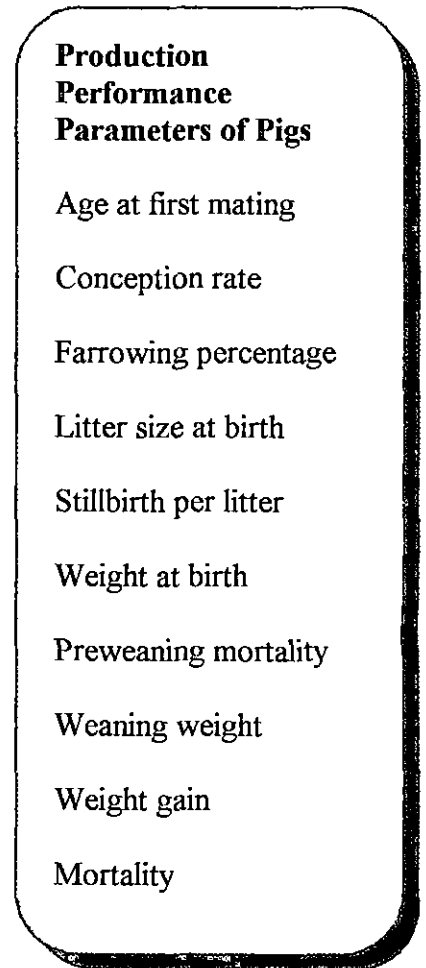 Production
Performance
Parameters of Pigs
Age at first mating
Conception rate
Farrowing percentage
Litter size at birth
Stillbirth per litter
Weight at birth
Preweaning mortality
Weaning weight
Weight gain
Mortality